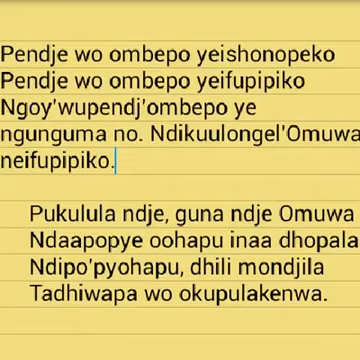 Pendje wo ombepo yeishonopeko
Pendje wo ombepo yeifupipiko
Ngoy'wupendj'ombepo ye
ngunguma no. Ndikuulongel'Omuwa
neifupipiko.
Pukulula ndje, guna ndje Omuwa
Ndaapopye oohapu inaa dhopala
Ndipo'pyohapu, dhili mondjila
Tadhiwapa wo okupulakenwa.